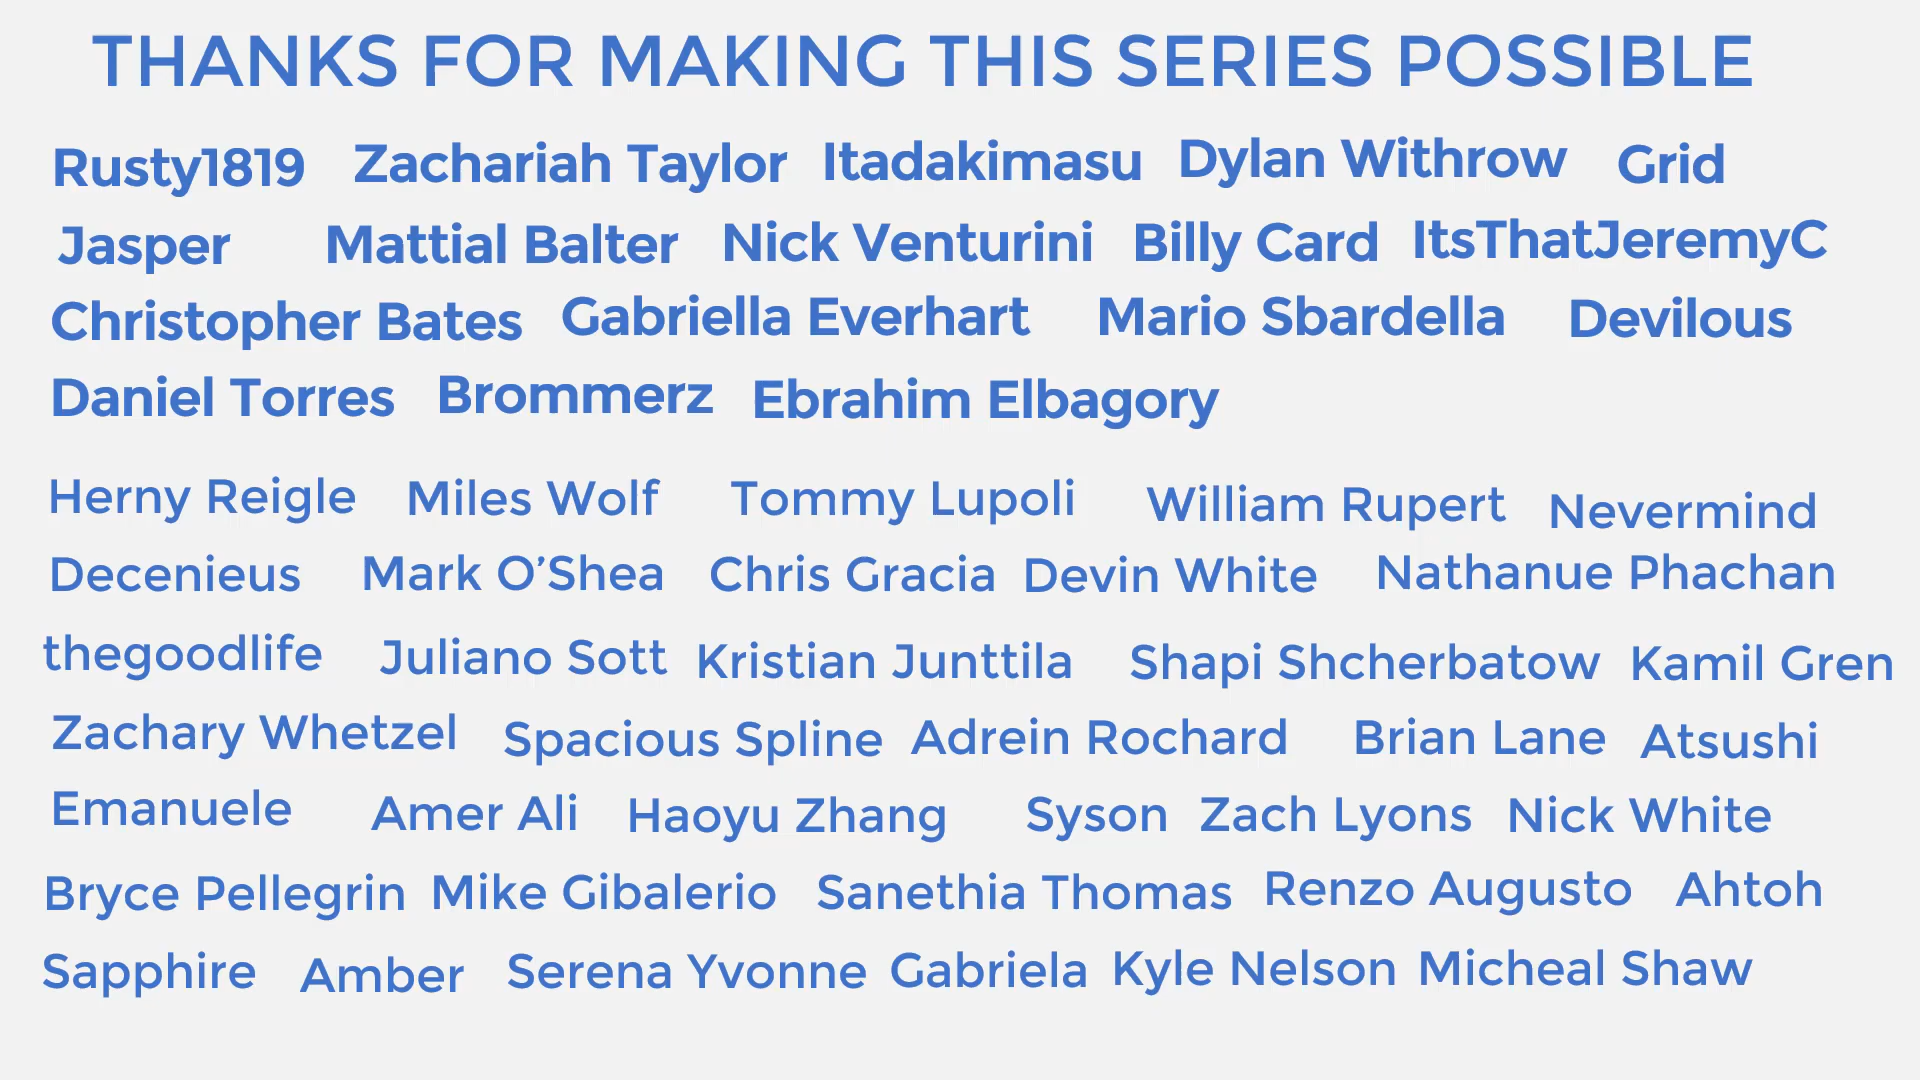 THANKS FOR MAKING THIS SERIES POSSIBLE
Rusty1819 Zachariah Taylor Itadakimasu Dylan Withrow Grid
Jasper Mattial Balter Nick Venturini Billy Card ItsThatJeremyC
Christopher Bates Gabriella Everhart Mario Sbardella Devilous
Daniel Torres Brommerz Ebrahim Elbagory
Herny Reigle Miles Wolf Tommy Lupoli William Rupert Nevermind
Decenieus Mark O’Shea Chris Gracia Devin White Nathanue Phachan
thegoodlife Juliano Sott Kristian Junttila Shapi Shcherbatow Kamil Gren
Zachary Whetzel Spacious Spline Adrein Rochard Brian Lane Atsushi
Emanuele Amer Ali Haoyu Zhang Syson Zach Lyons Nick White
Bryce Pellegrin Mike Gibalerio Sanethia Thomas Renzo Augusto Ahtoh
Sapphire Amber Serena Yvonne Gabriela Kyle Nelson Micheal Shaw